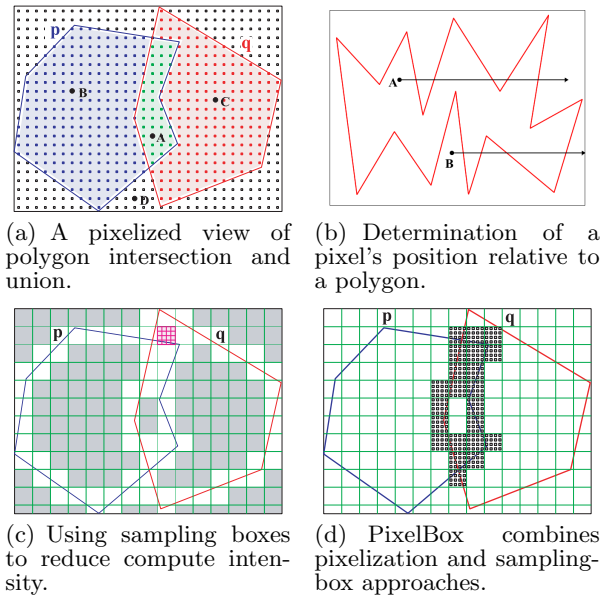 p
q
B
C
A
D
A
B
(a) A pixelized view of
polygon intersection and
union.
(b) Determination of a
pixel's position relative to
a polygon.
p
q
p
q
(c) Using sampling boxes
to reduce compute inten-
sity.
(d) PixelBox combines
pixelization and sampling-
box approaches.